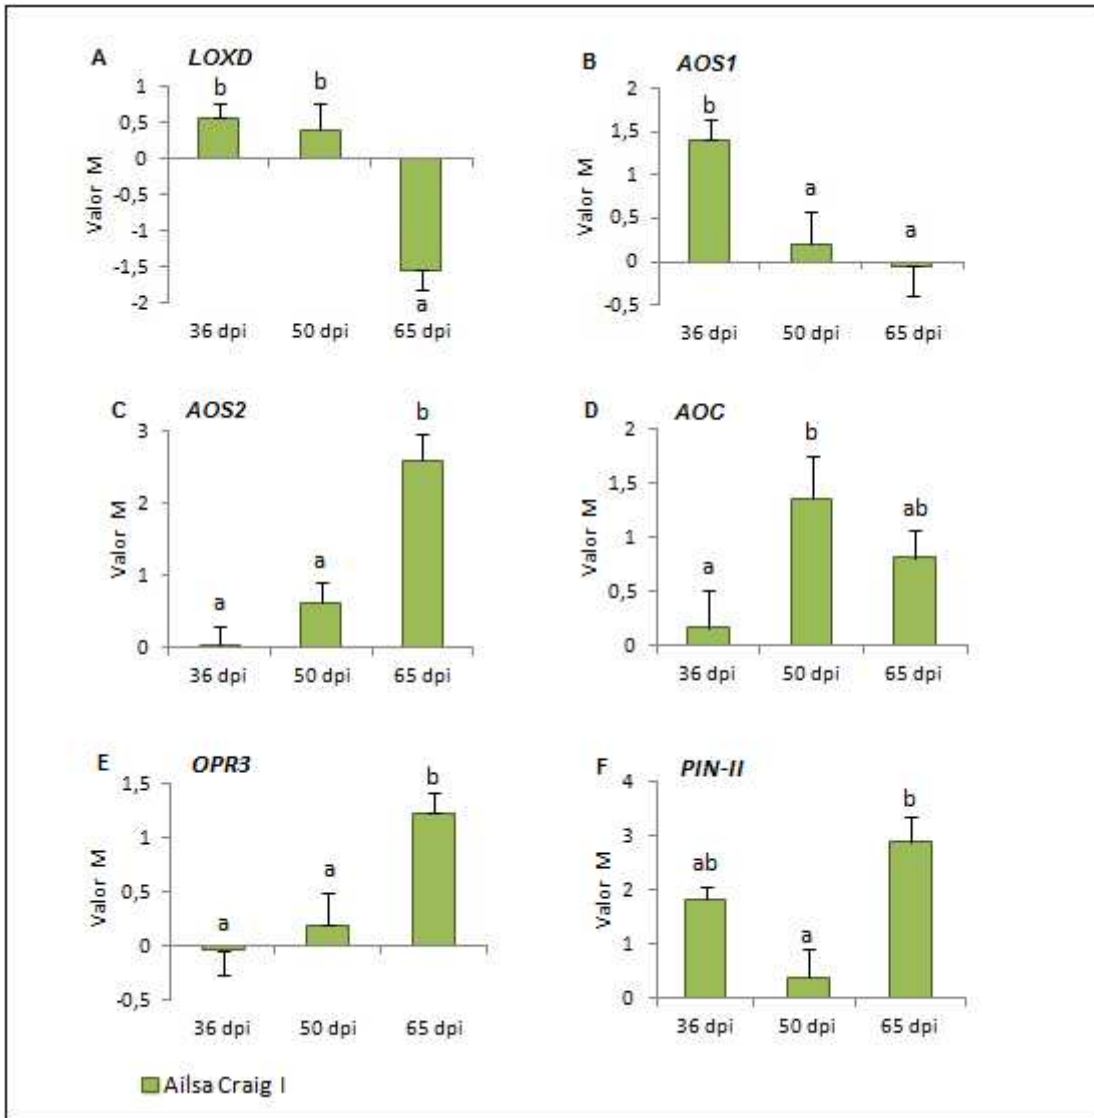 A LOXD
b b
1
0,5
0
-0,5
-1
-1,5
-2
Valor M
a
36 dpi 50 dpi 65 dpi
B AOS1
2
1,5
1
0,5
0
-0,5
Valor M
b a a
36 dpi 50 dpi 65 dpi
C AOS2
3
2
1
0
Valor M
a a b
36 dpi 50 dpi 65 dpi
D AOC
2
1,5
1
0,5
0
Valor M
a b ab
36 dpi 50 dpi 65 dpi
E OPR3
1,5
1
0,5
0
-0,5
Valor M
a a b
36 dpi 50 dpi 65 dpi
F PIN-II
4
3
2
1
0
Valor M
ab a b
36 dpi 50 dpi 65 dpi
Ailsa Craig I